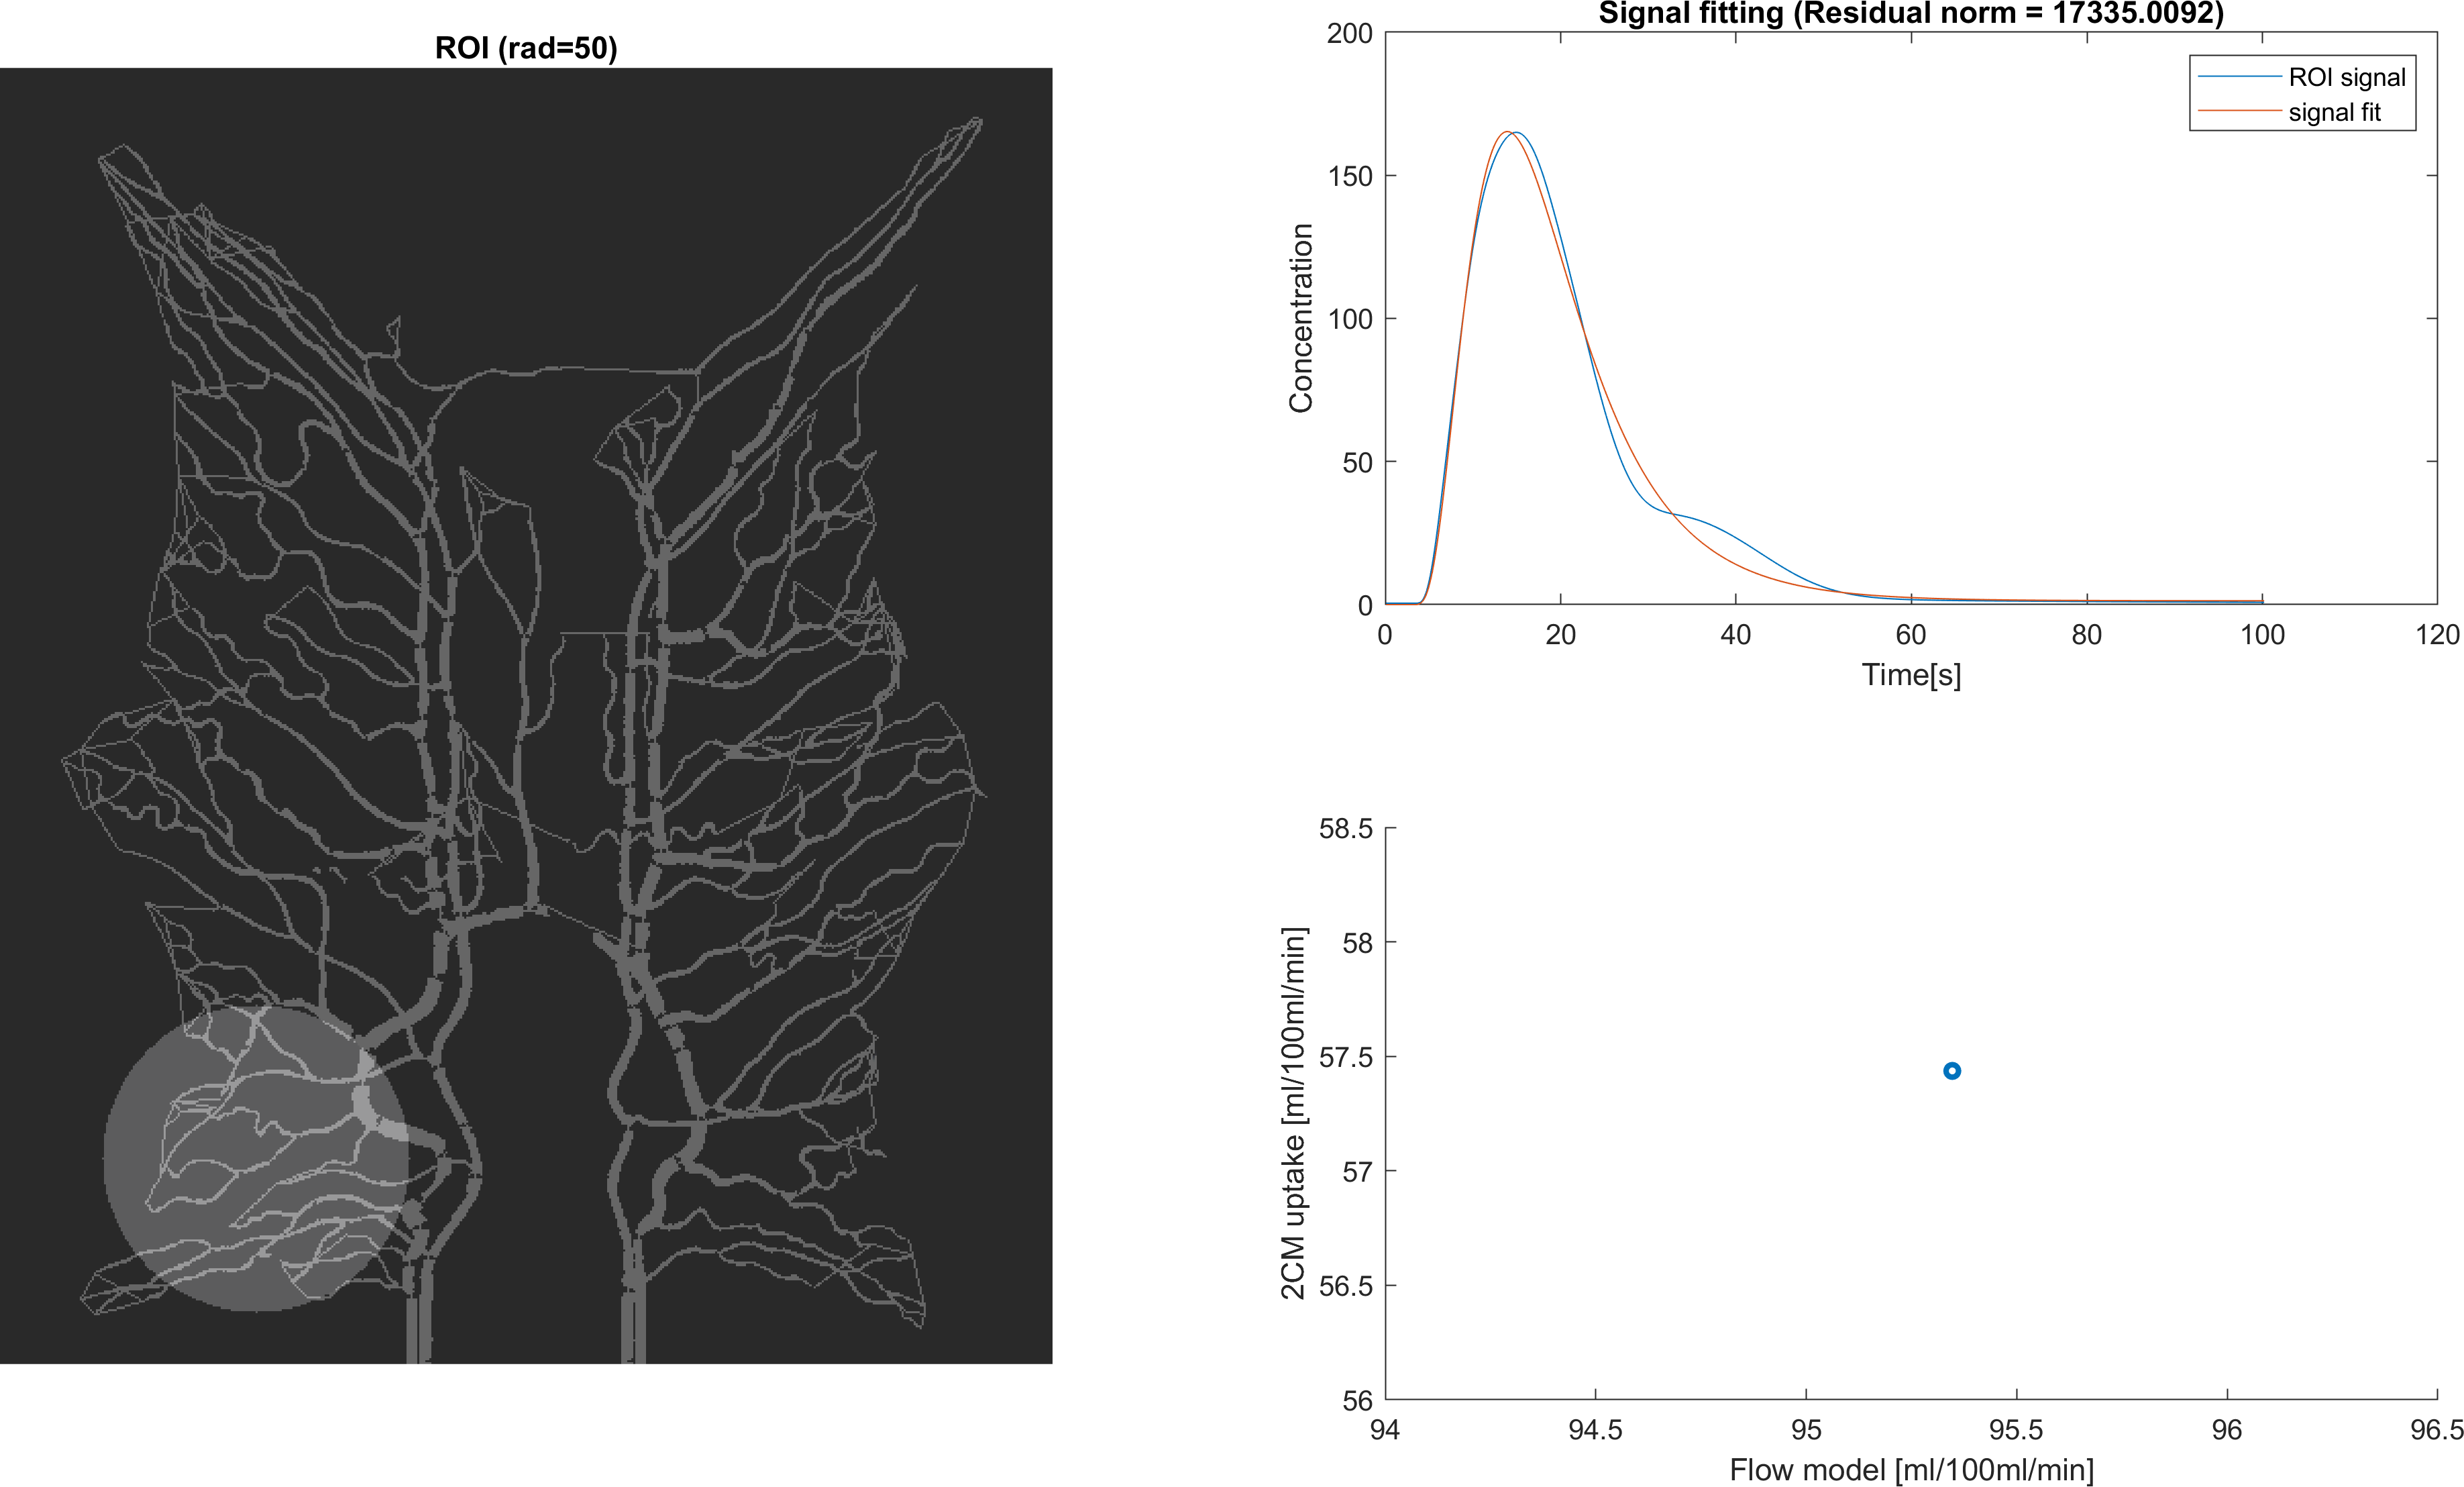 ROI (rad=50)
Signal fitting (Residual norm = 17335.0092)
200
150
100
50
0
Concentration
ROI signal
signal fit
0 20 40 60 80 100 120
Time[s]
58.5
58
57.5
57
56.5
56
2CM uptake [ml/100ml/min]
94 94.5 95 95.5 96 96.5
Flow model [ml/100ml/min]